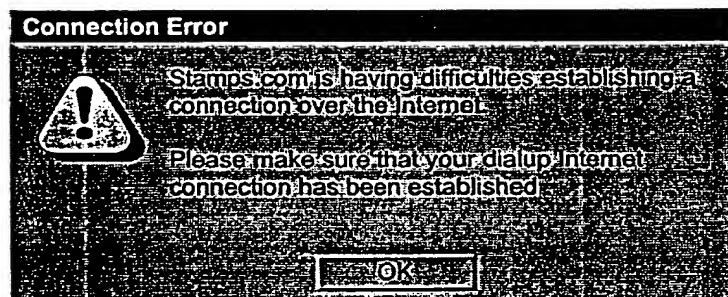 Connection Error
Stamps.com is having difficulties establishing a
connection over the Internet.
Please make sure that your dialup Internet
connection has been established
OK